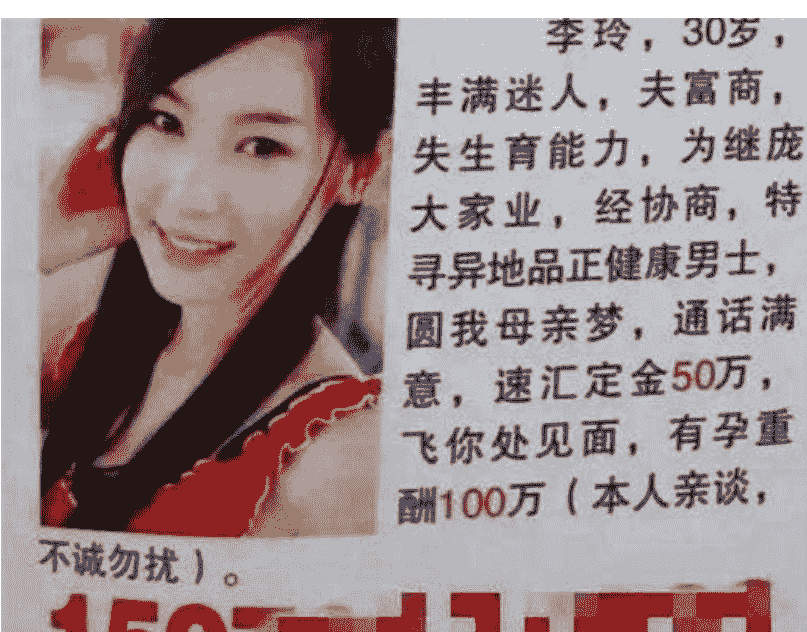 李玲，30岁，
丰满迷人，夫富商，
失生育能力，为继庞
大家业，经协商，特
寻异地品正健康男士，
圆我母亲梦，通话满
意，速汇定金50万，
飞你处见面，有孕重
酬100万（本人亲谈，
不诚勿扰）。